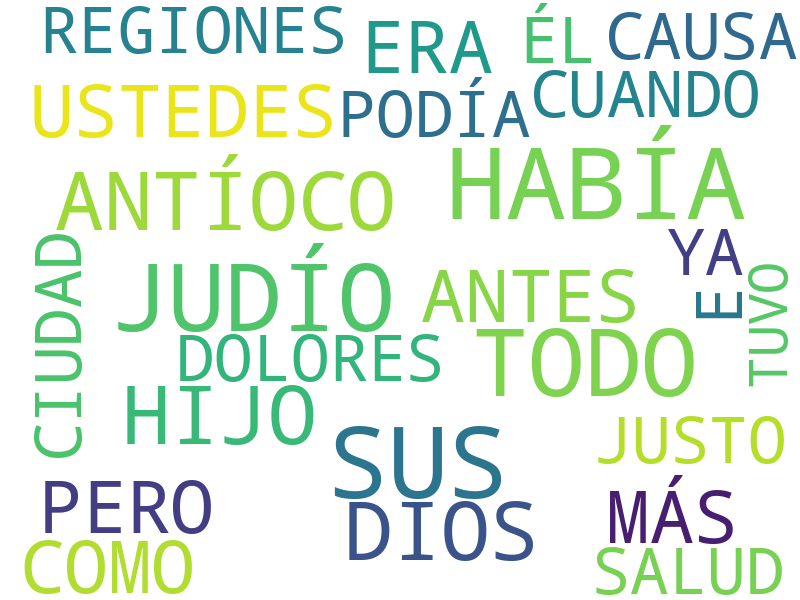 REGIONES ERA ÉL CAUSA
USTEDES PODÍA CUANDO
ANTÍOCO HABÍA
YA
CIUDAD JUDÍO ANTES E TUVO
DOLORES TODO
HIJO
SUS JUSTO
PERO DIOS MÁS
COMO SALUD